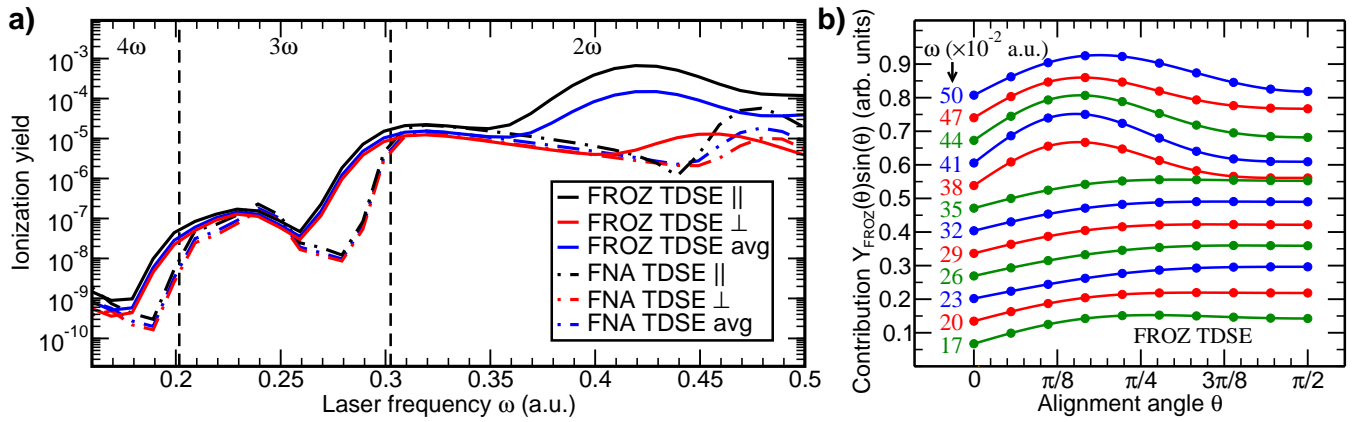 a)
4ω 3ω 2ω
Ionization yield
10-3
10-4
10-5
10-6
10-7
10-8
10-9
10-10
FROZ TDSE ||
FROZ TDSE ⊥
FROZ TDSE avg
FNA TDSE ||
FNA TDSE ⊥
FNA TDSE avg
0.2 0.25 0.3 0.35 0.4 0.45 0.5
Laser frequency ω (a.u.)
b)
Contribution YFROZ(θ)sin(θ) (arb. units)
0.9
0.8
0.7
0.6
0.5
0.4
0.3
0.2
0.1
ω (×10-2 a.u.)
50
47
44
41
38
35
32
29
26
23
20
17
FROZ TDSE
0 π/8 π/4 3π/8 π/2
Alignment angle θ